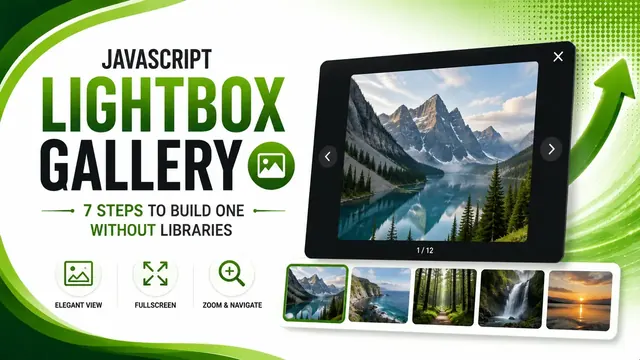 JAVASCRIPT
LIGHTBOX
GALLERY
7 STEPS TO BUILD ONE
WITHOUT LIBRARIES
ELEGANT VIEW
FULLSCREEN
ZOOM & NAVIGATE
1 / 12